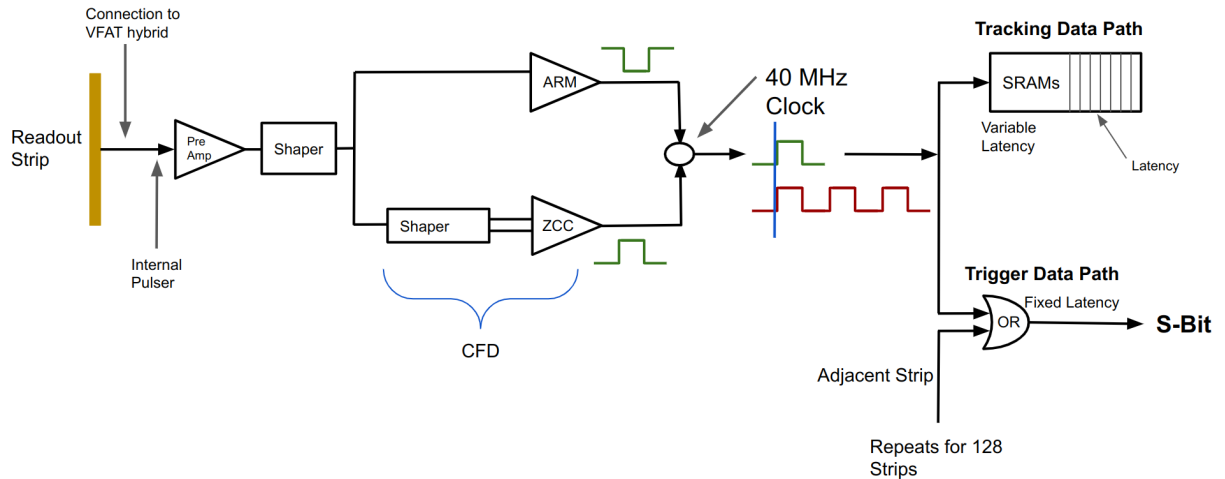 Connection to
VFAT hybrid
Readout
Strip
Pre
Amp
Shaper
Internal
Pulser
ARM
Shaper
ZCC
CFD
40 MHz
Clock
Tracking Data Path
SRAMs
Variable
Latency
Latency
Trigger Data Path
Fixed Latency
OR
S-Bit
Adjacent Strip
Repeats for 128
Strips